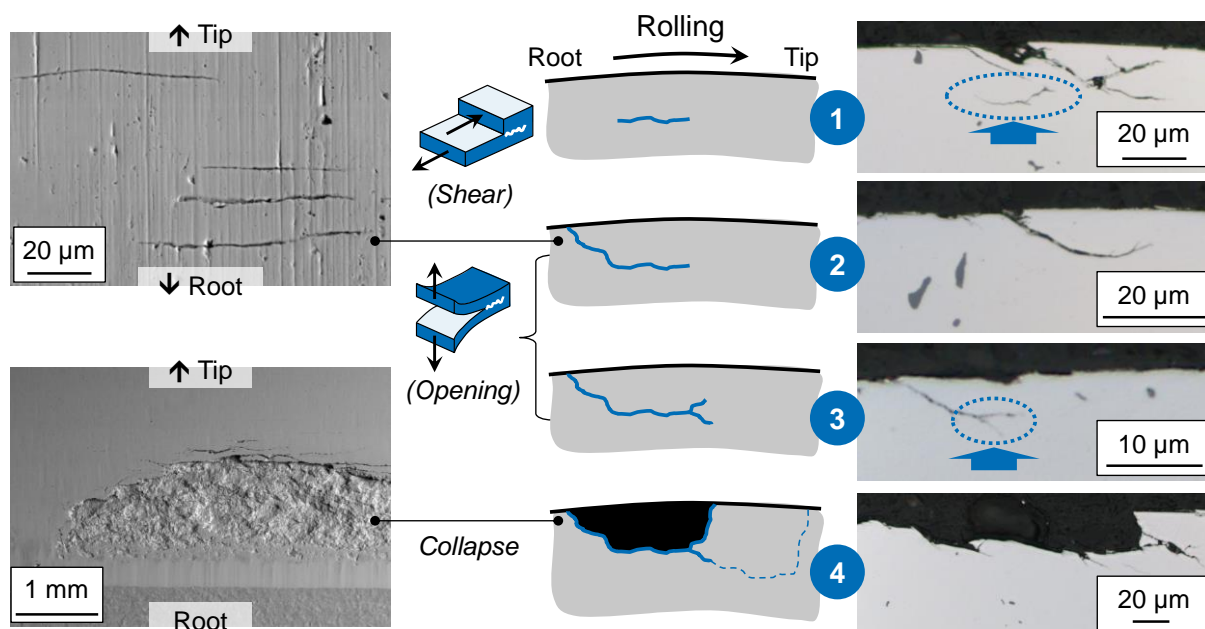 ↑ Tip
20 µm
↓ Root
↑ Tip
1 mm
Root
Rolling
Root
Tip
(Shear)
(Opening)
Collapse
1
20 µm
2
20 µm
3
10 µm
4
20 µm